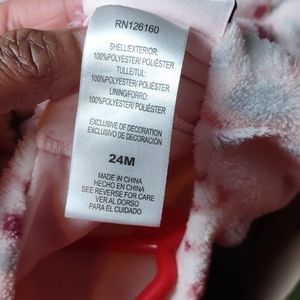 RN126160
SHELL/EXTERIOR:
100%POLYESTER/ POLIÉSTER
TULLE/TUL:
100%POLYESTER/ POLIÉSTER
LINING/FORRO:
100%POLYESTER/ POLIÉSTER
EXCLUSIVE OF DECORATION
EXCLUSIVO DE DECORACIÓN
24M
MADE IN CHINA
HECHO EN CHINA
SEE REVERSE FOR CARE
VER AL DORSO
PARA EL CUIDADO